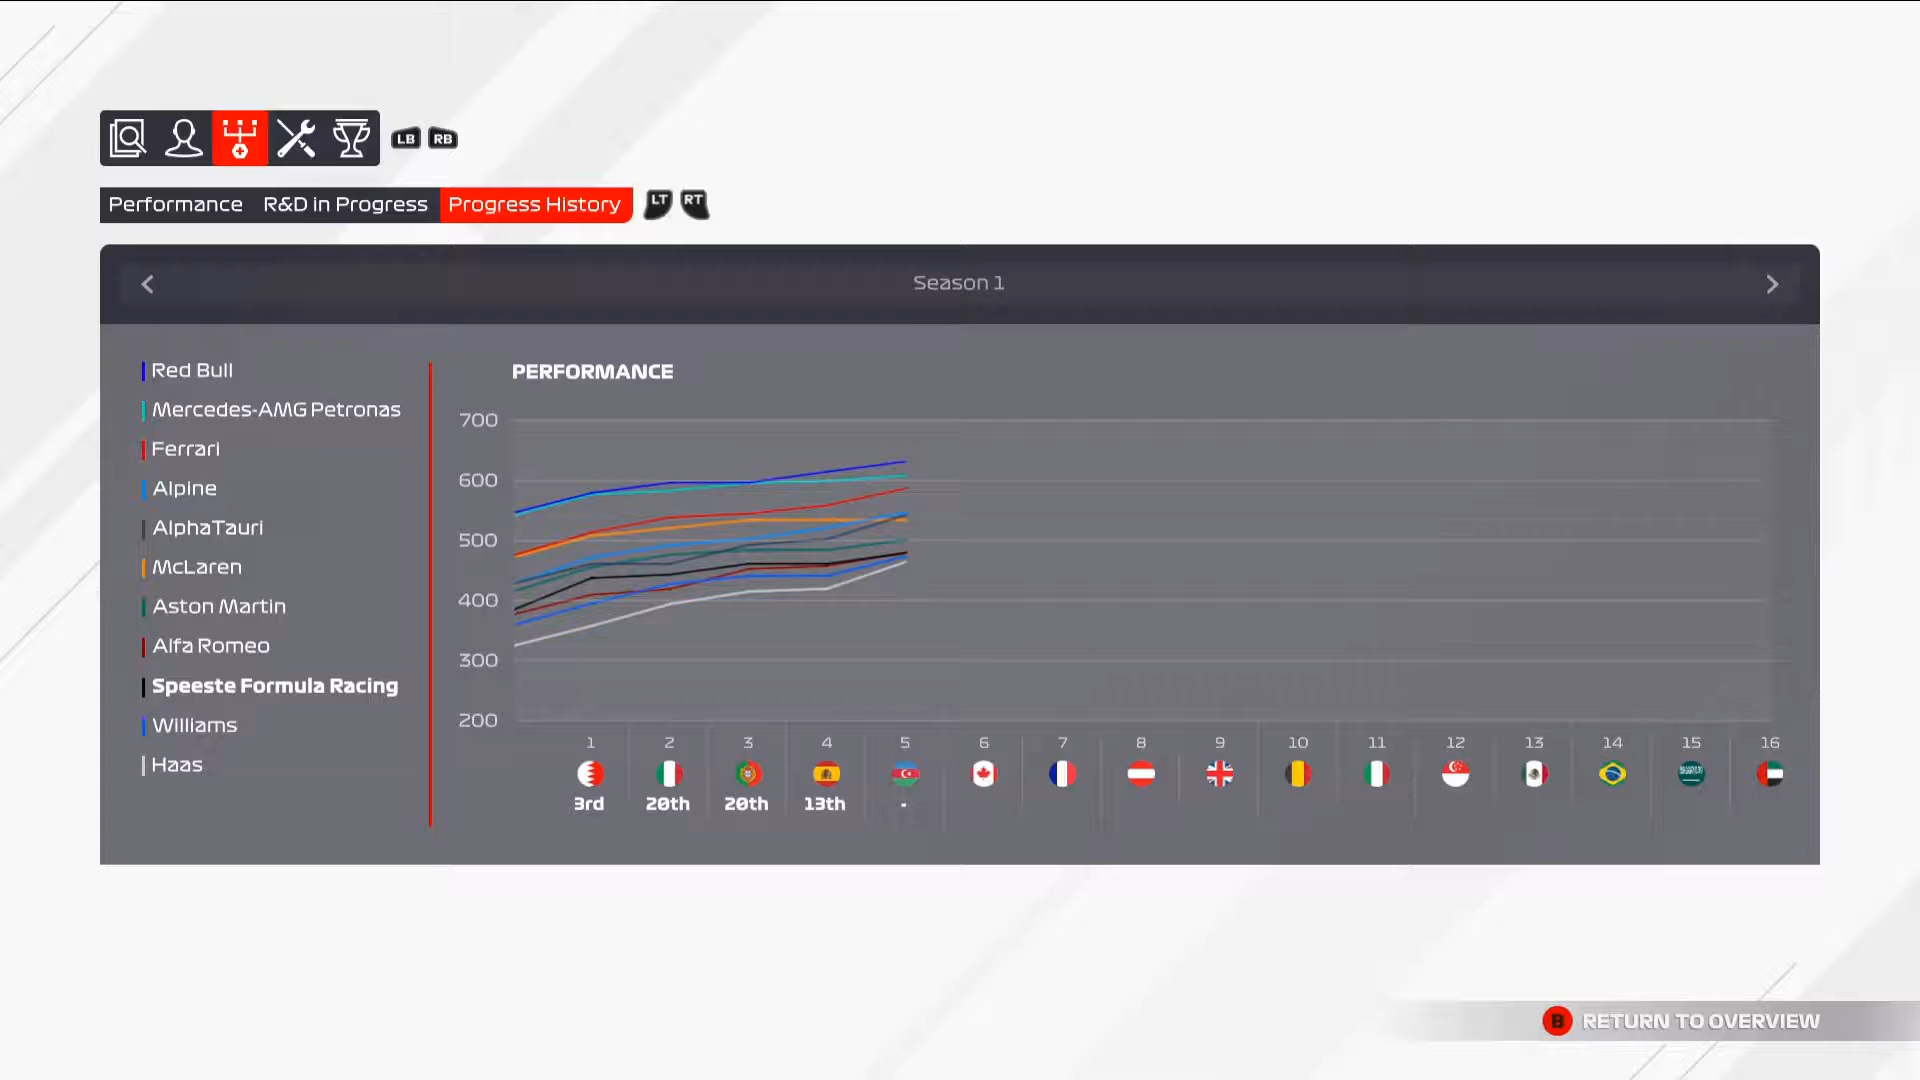 LB RB
Performance R&D in Progress Progress History LT RT
Season 1
Red Bull
Mercedes-AMG Petronas
Ferrari
Alpine
AlphaTauri
McLaren
Aston Martin
Alfa Romeo
Speeste Formula Racing
Williams
Haas
PERFORMANCE
700
600
500
400
300
200
1 2 3 4 5 6 7 8 9 10 11 12 13 14 15 16
3rd 20th 20th 13th -
B RETURN TO OVERVIEW